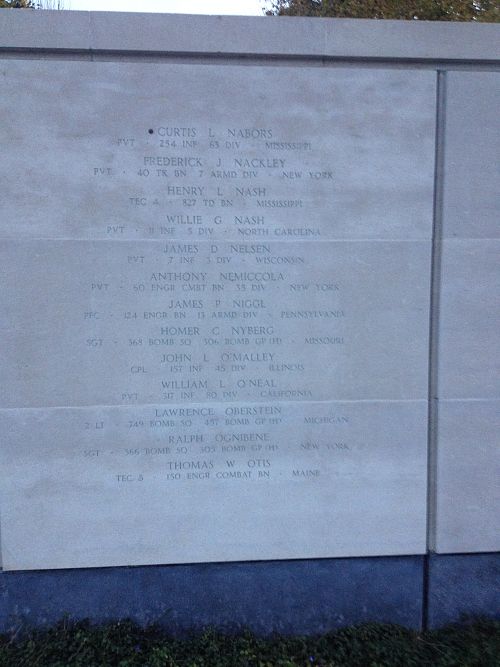 CURTIS L NABORS
PVT · 254 INF 63 DIV · MISSISSIPPI
FREDERICK J NACKLEY
PVT · 40 TK BN 7 ARMD DIV · NEW YORK
HENRY L NASH
TEC 4 · 827 TD BN · MISSISSIPPI
WILLIE G NASH
PVT · 11 INF 5 DIV · NORTH CAROLINA
JAMES D NELSEN
PVT · 7 INF 3 DIV · WISCONSIN
ANTHONY NEMICCOLA
PVT · 60 ENGR CMBT BN 35 DIV · NEW YORK
JAMES P NIGGL
PFC · 124 ENGR BN 13 ARMD DIV · PENNSYLVANIA
HOMER C NYBERG
SGT · 368 BOMB SQ 306 BOMB GP (H) · MISSOURI
JOHN L O'MALLEY
CPL · 157 INF 45 DIV · ILLINOIS
WILLIAM L O'NEAL
PVT · 317 INF 80 DIV · CALIFORNIA
LAWRENCE OBERSTEIN
2 LT · 749 BOMB SQ 457 BOMB GP (H) · MICHIGAN
RALPH OGNIBENE
SGT · 366 BOMB SQ 305 BOMB GP (H) · NEW YORK
THOMAS W OTIS
TEC 5 · 150 ENGR COMBAT BN · MAINE